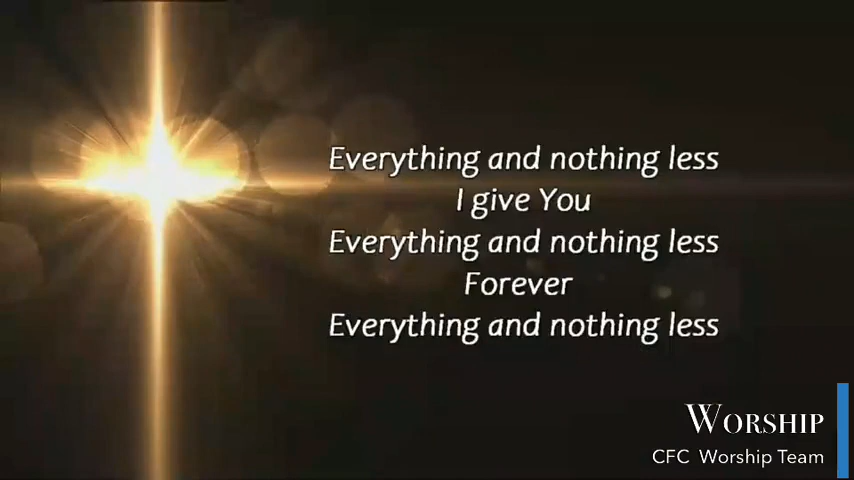 Everything and nothing less
I give You
Everything and nothing less
Forever
Everything and nothing less
WORSHIP
CFC Worship Team